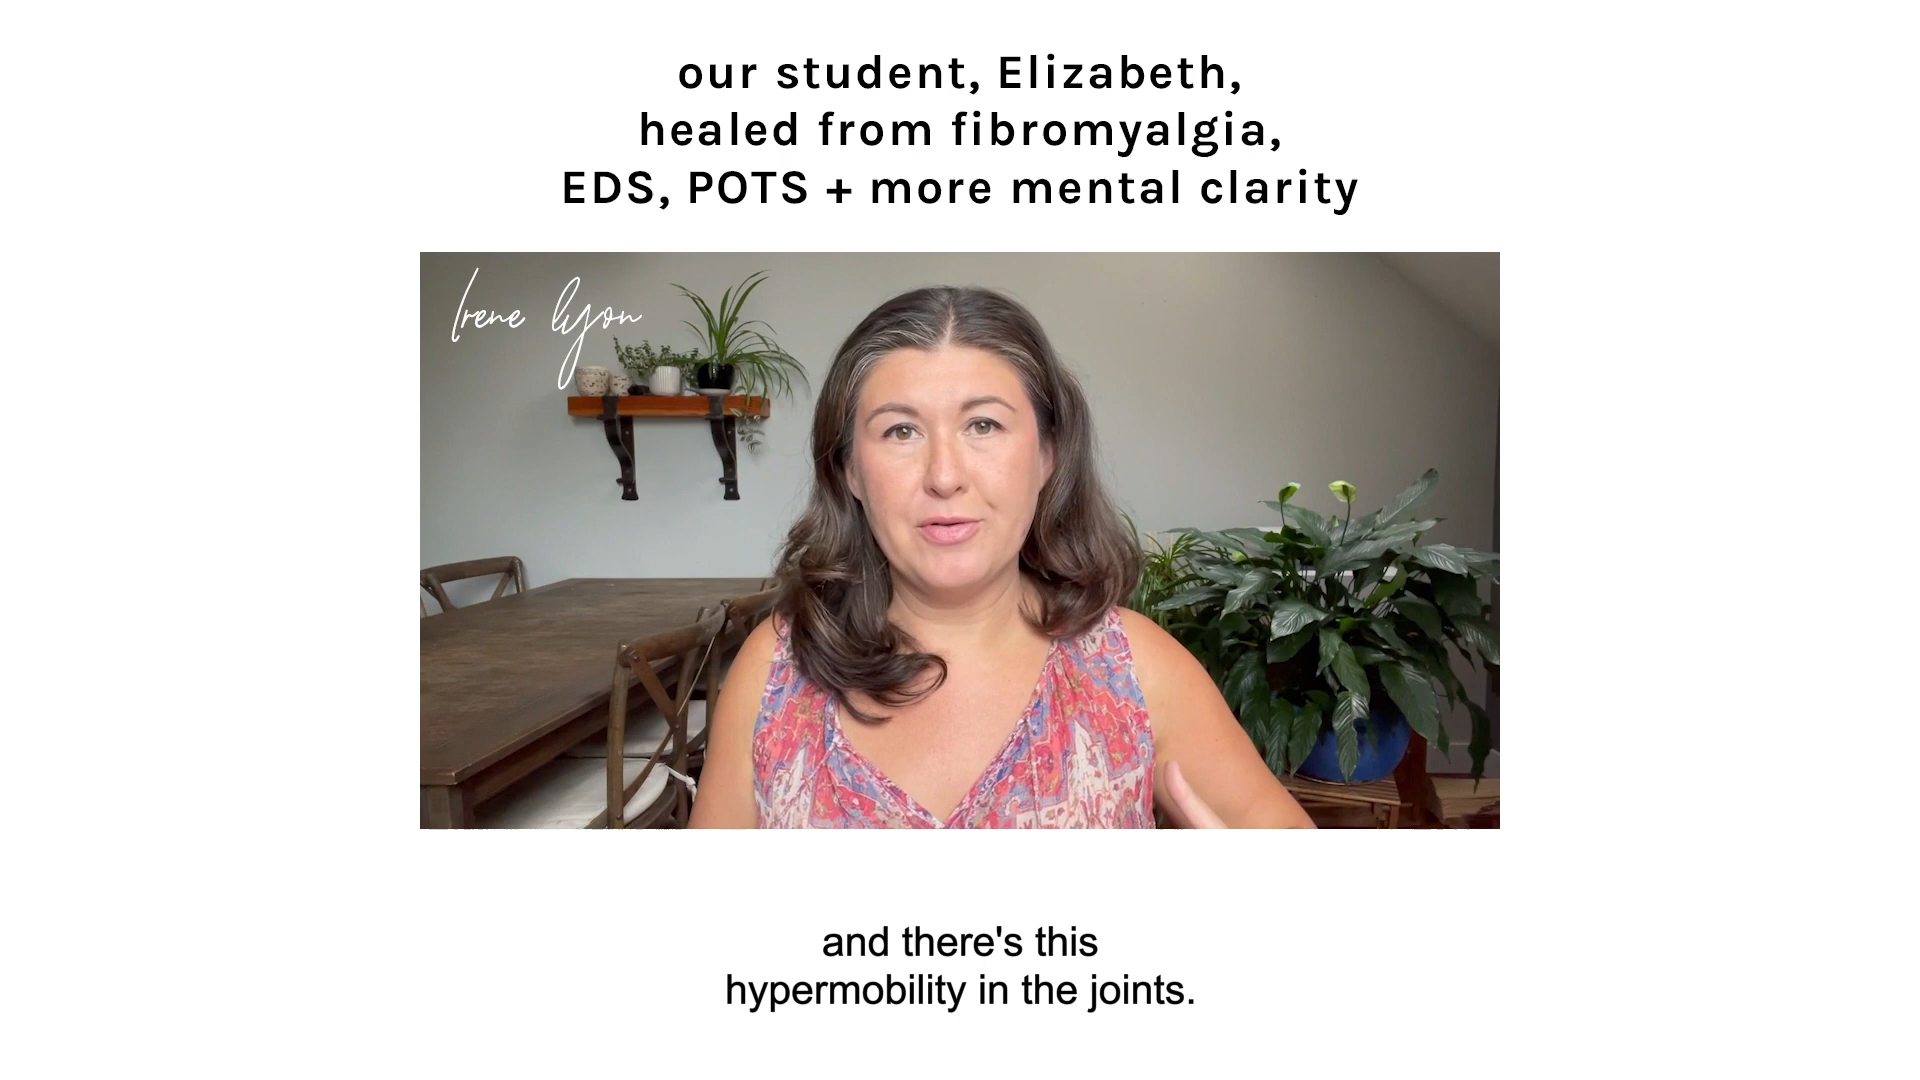 our student, Elizabeth,
healed from fibromyalgia,
EDS, POTS + more mental clarity
Irene lyon
and there's this
hypermobility in the joints.